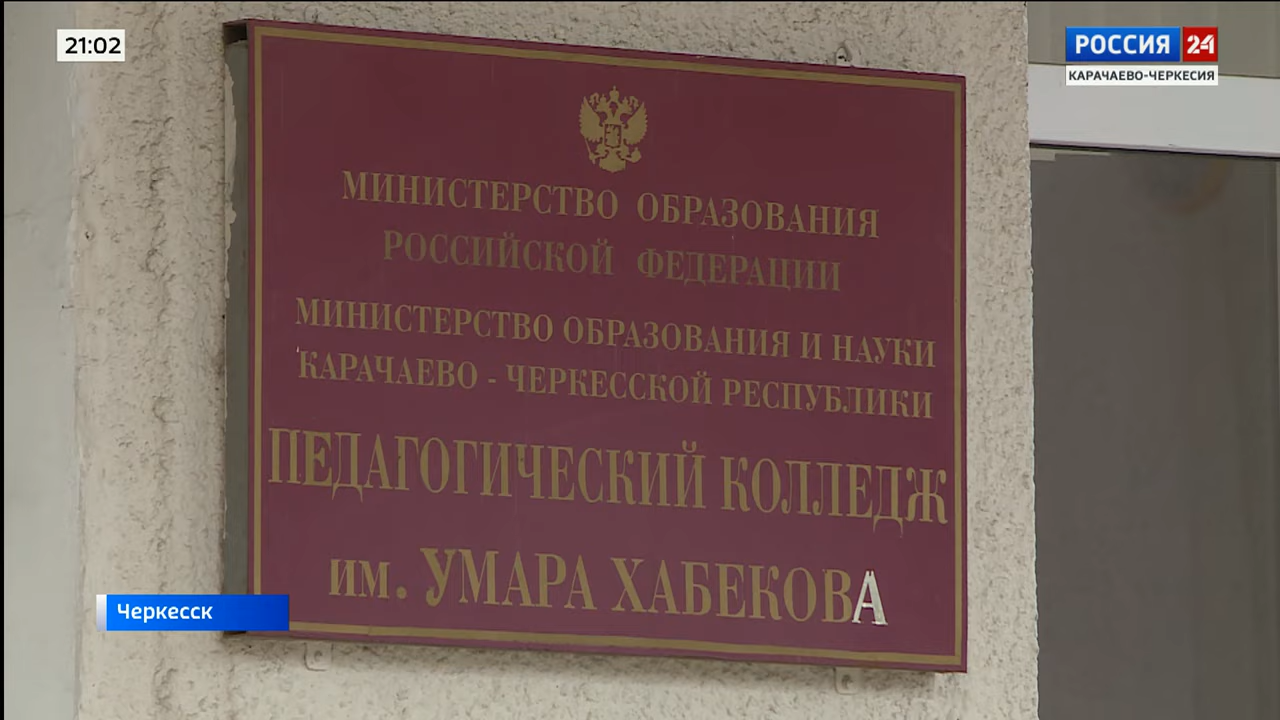 21:02
РОССИЯ 24
КАРАЧАЕВО-ЧЕРКЕСИЯ
МИНИСТЕРСТВО ОБРАЗОВАНИЯ
РОССИЙСКОЙ ФЕДЕРАЦИИ
МИНИСТЕРСТВО ОБРАЗОВАНИЯ И НАУКИ
КАРАЧАЕВО - ЧЕРКЕССКОЙ РЕСПУБЛИКИ
ПЕДАГОГИЧЕСКИЙ КОЛЛЕДЖ
ИМ. УМАРА ХАБЕКОВА
Черкесск